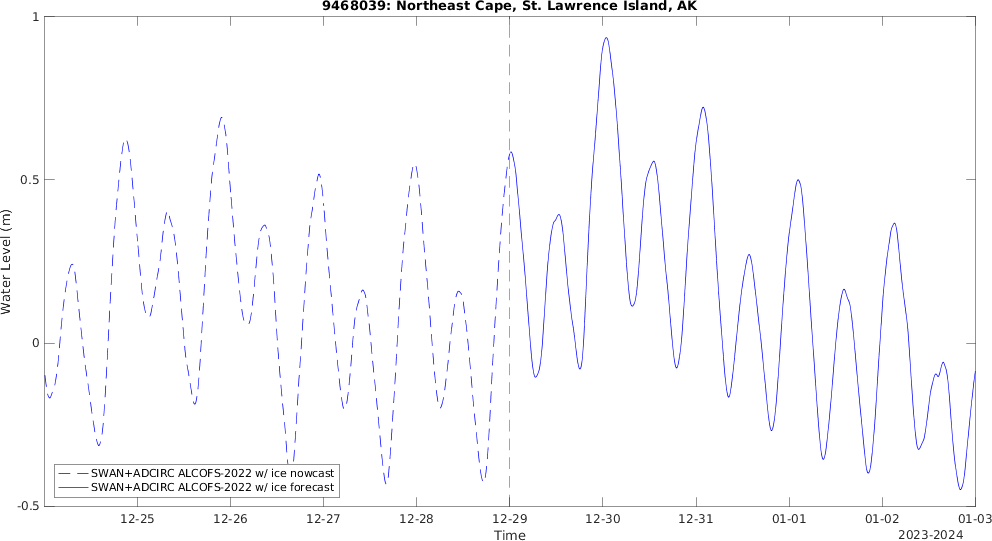 9468039: Northeast Cape, St. Lawrence Island, AK
1
0.5
0
-0.5
Water Level (m)
SWAN+ADCIRC ALCOFS-2022 w/ ice nowcast
SWAN+ADCIRC ALCOFS-2022 w/ ice forecast
12-25 12-26 12-27 12-28 12-29 12-30 12-31 01-01 01-02 01-03
Time
2023-2024